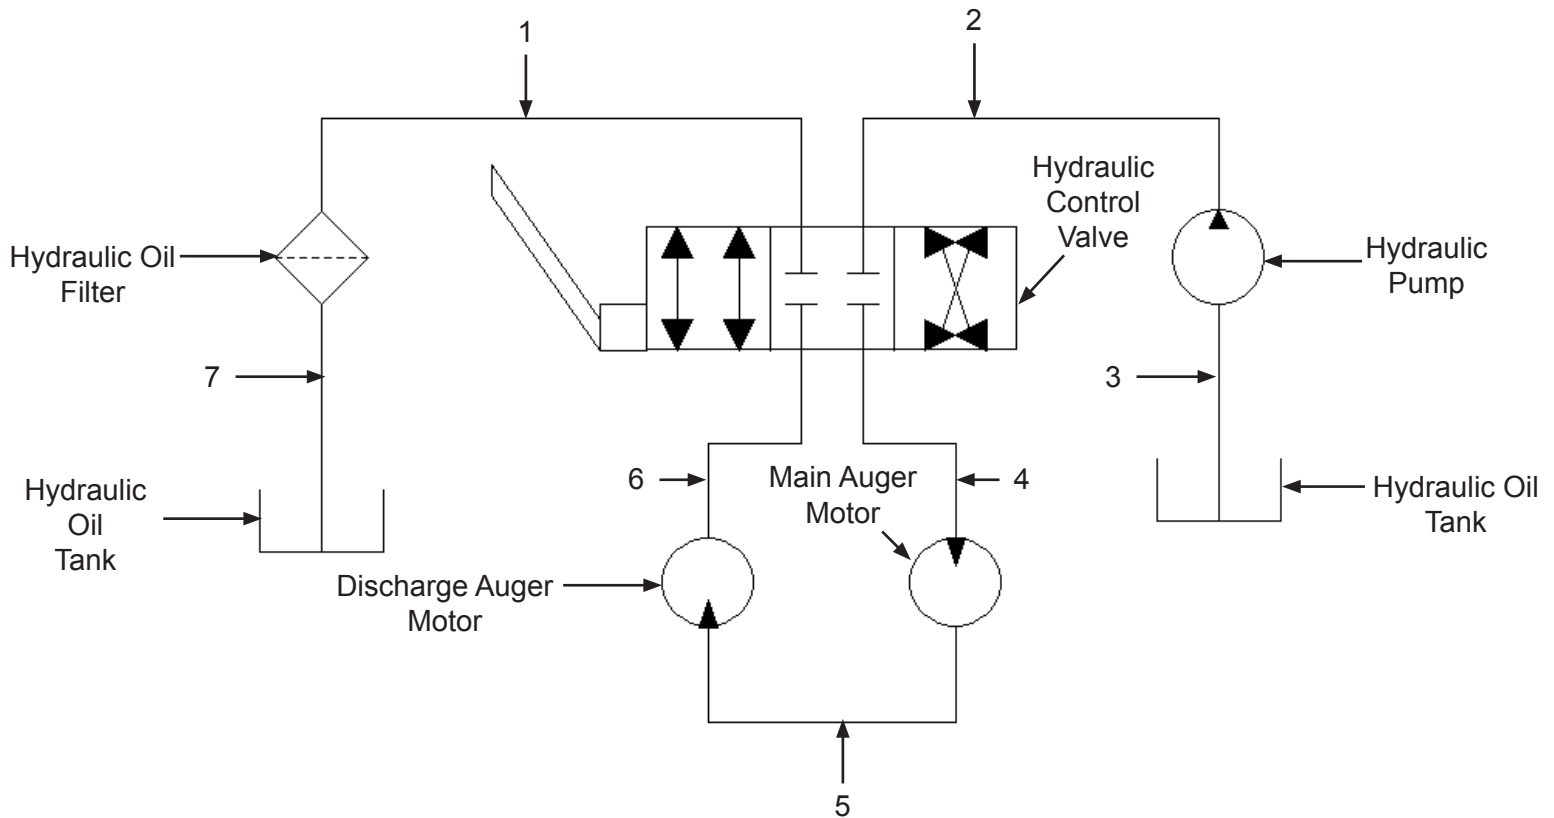 1
2
Hydraulic
Control
Valve
Hydraulic Oil
Filter
Hydraulic
Pump
7
3
Hydraulic
Oil
Tank
6
Main Auger
Motor
4
Hydraulic Oil
Tank
Discharge Auger
Motor
5